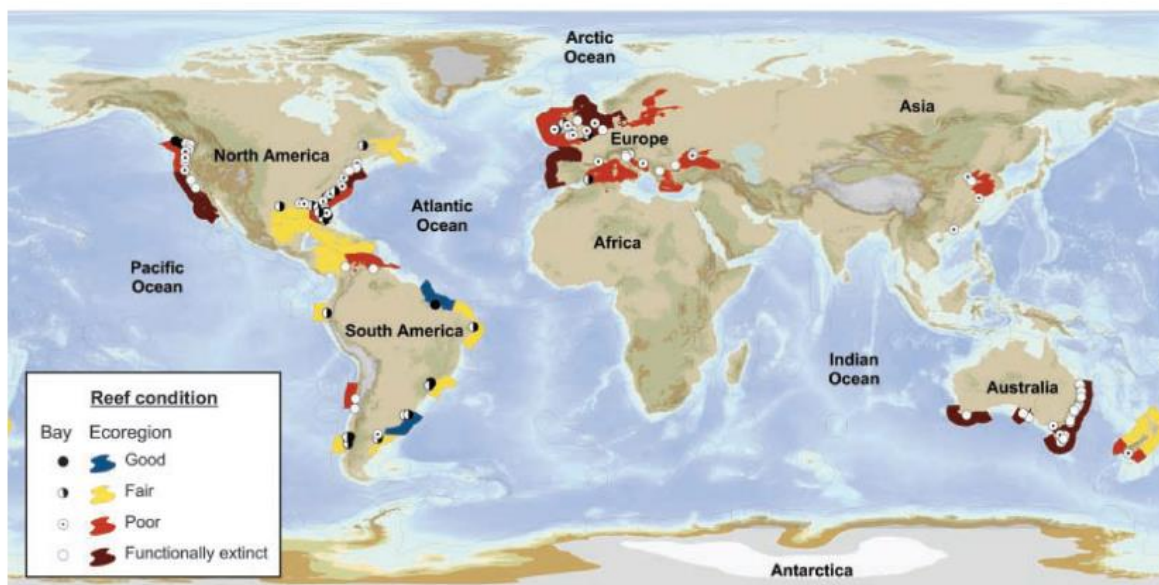 Arctic
Ocean
Asia
Europe
North America
Atlantic
Ocean
Africa
Pacific
Ocean
South America
Indian
Ocean
Australia
Reef condition
Bay Ecoregion
Good
Fair
Poor
Functionally extinct
Antarctica